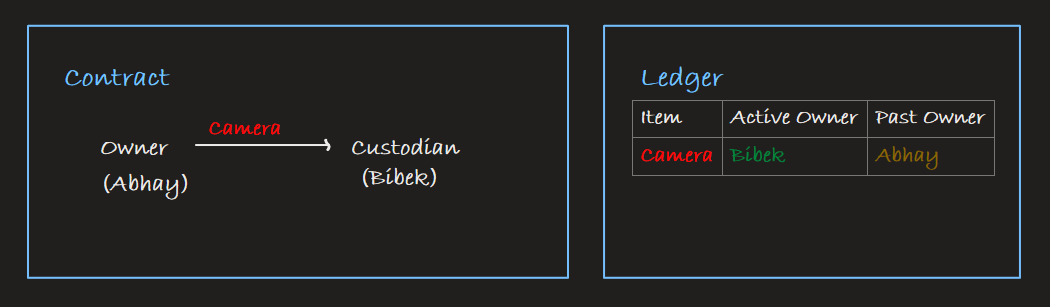 Contract
Camera
Owner
(Abhay)
Custodian
(Bibek)
Ledger
Item Active Owner Past Owner
Camera Bibek Abhay